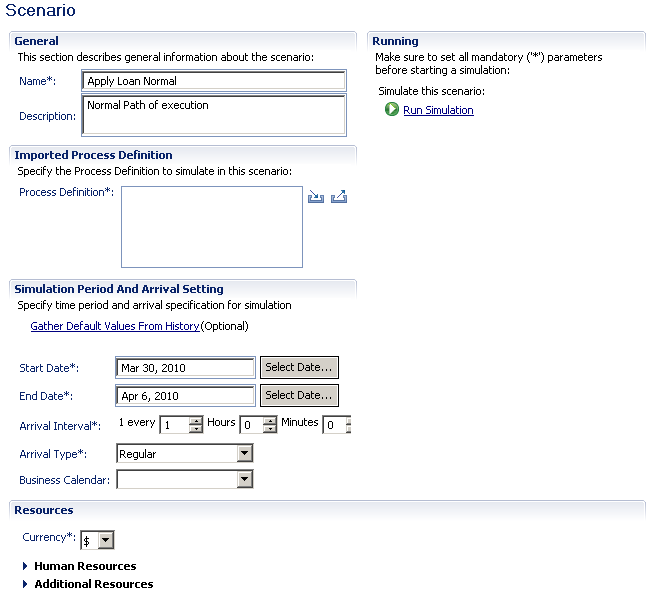 Scenario
General
This section describes general information about the scenario:
Name*: Apply Loan Normal
Description: Normal Path of execution
Running
Make sure to set all mandatory ('*') parameters
before starting a simulation:
Simulate this scenario:
Run Simulation
Imported Process Definition
Specify the Process Definition to simulate in this scenario:
Process Definition*:
Simulation Period And Arrival Setting
Specify time period and arrival specification for simulation
Gather Default Values From History(Optional)
Start Date*: Mar 30, 2010 Select Date...
End Date*: Apr 6, 2010 Select Date...
Arrival Interval*: 1 every 1 Hours 0 Minutes 0
Arrival Type*: Regular
Business Calendar:
Resources
Currency*: $
Human Resources
Additional Resources